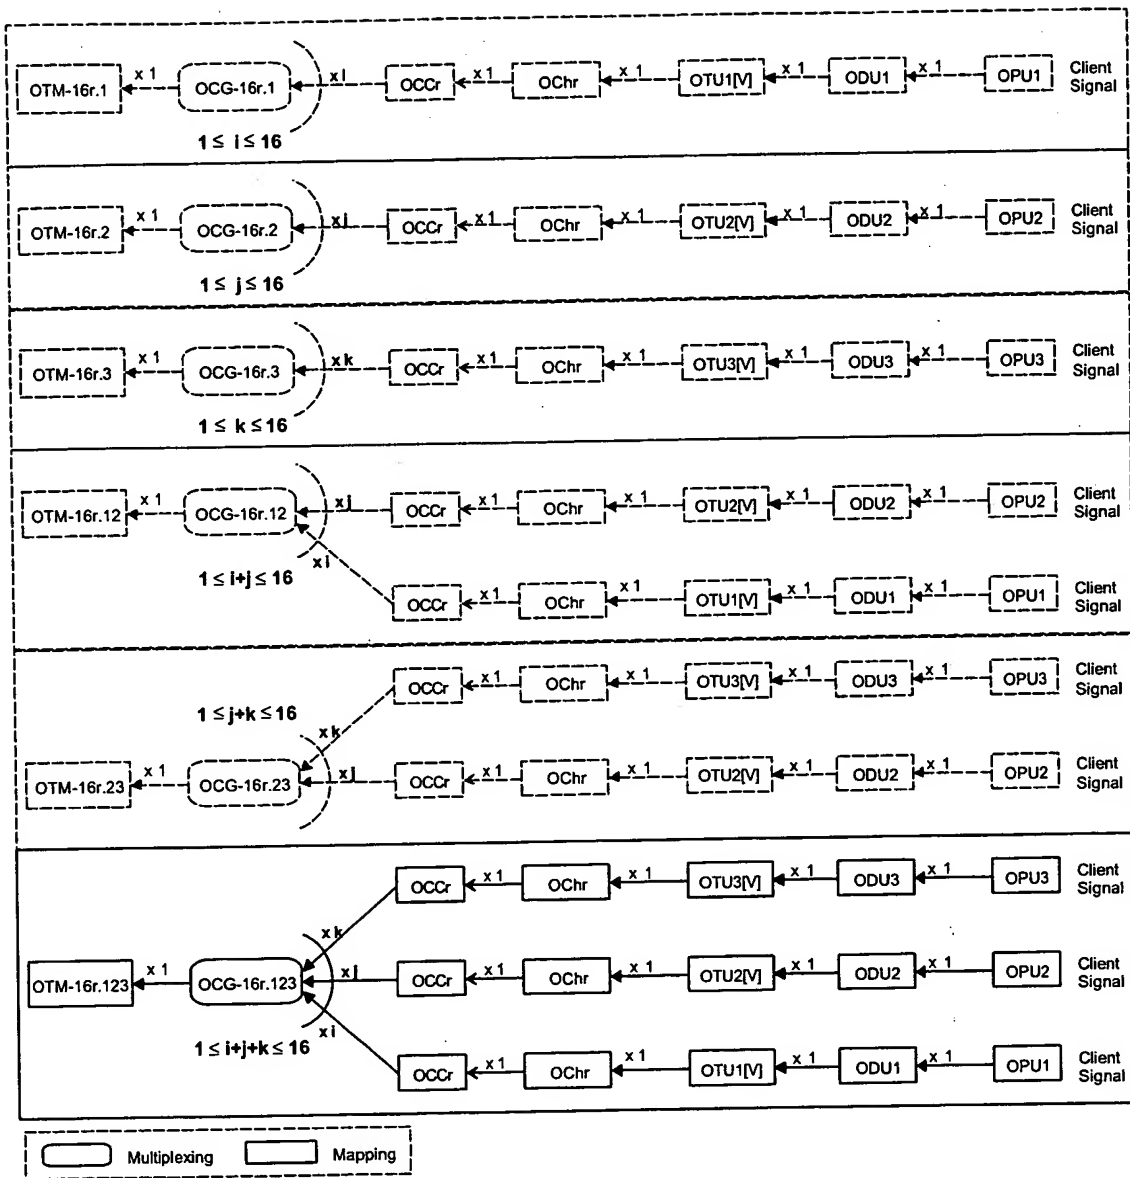 OTM-16r.1 x 1 OCG-16r.1 x i OCCr x 1 OChr x 1 OTU1[V] x 1 ODU1 x 1 OPU1 Client Signal
1 ≤ i ≤ 16
OTM-16r.2 x 1 OCG-16r.2 x j OCCr x 1 OChr x 1 OTU2[V] x 1 ODU2 x 1 OPU2 Client Signal
1 ≤ j ≤ 16
OTM-16r.3 x 1 OCG-16r.3 x k OCCr x 1 OChr x 1 OTU3[V] x 1 ODU3 x 1 OPU3 Client Signal
1 ≤ k ≤ 16
OTM-16r.12 x 1 OCG-16r.12 x j OCCr x 1 OChr x 1 OTU2[V] x 1 ODU2 x 1 OPU2 Client Signal
1 ≤ i+j ≤ 16
x i OCCr x 1 OChr x 1 OTU1[V] x 1 ODU1 x 1 OPU1 Client Signal
x k OCCr x 1 OChr x 1 OTU3[V] x 1 ODU3 x 1 OPU3 Client Signal
1 ≤ j+k ≤ 16
OTM-16r.23 x 1 OCG-16r.23 x j OCCr x 1 OChr x 1 OTU2[V] x 1 ODU2 x 1 OPU2 Client Signal
x k OCCr x 1 OChr x 1 OTU3[V] x 1 ODU3 x 1 OPU3 Client Signal
OTM-16r.123 x 1 OCG-16r.123 x j OCCr x 1 OChr x 1 OTU2[V] x 1 ODU2 x 1 OPU2 Client Signal
1 ≤ i+j+k ≤ 16
x i OCCr x 1 OChr x 1 OTU1[V] x 1 ODU1 x 1 OPU1 Client Signal
Multiplexing Mapping